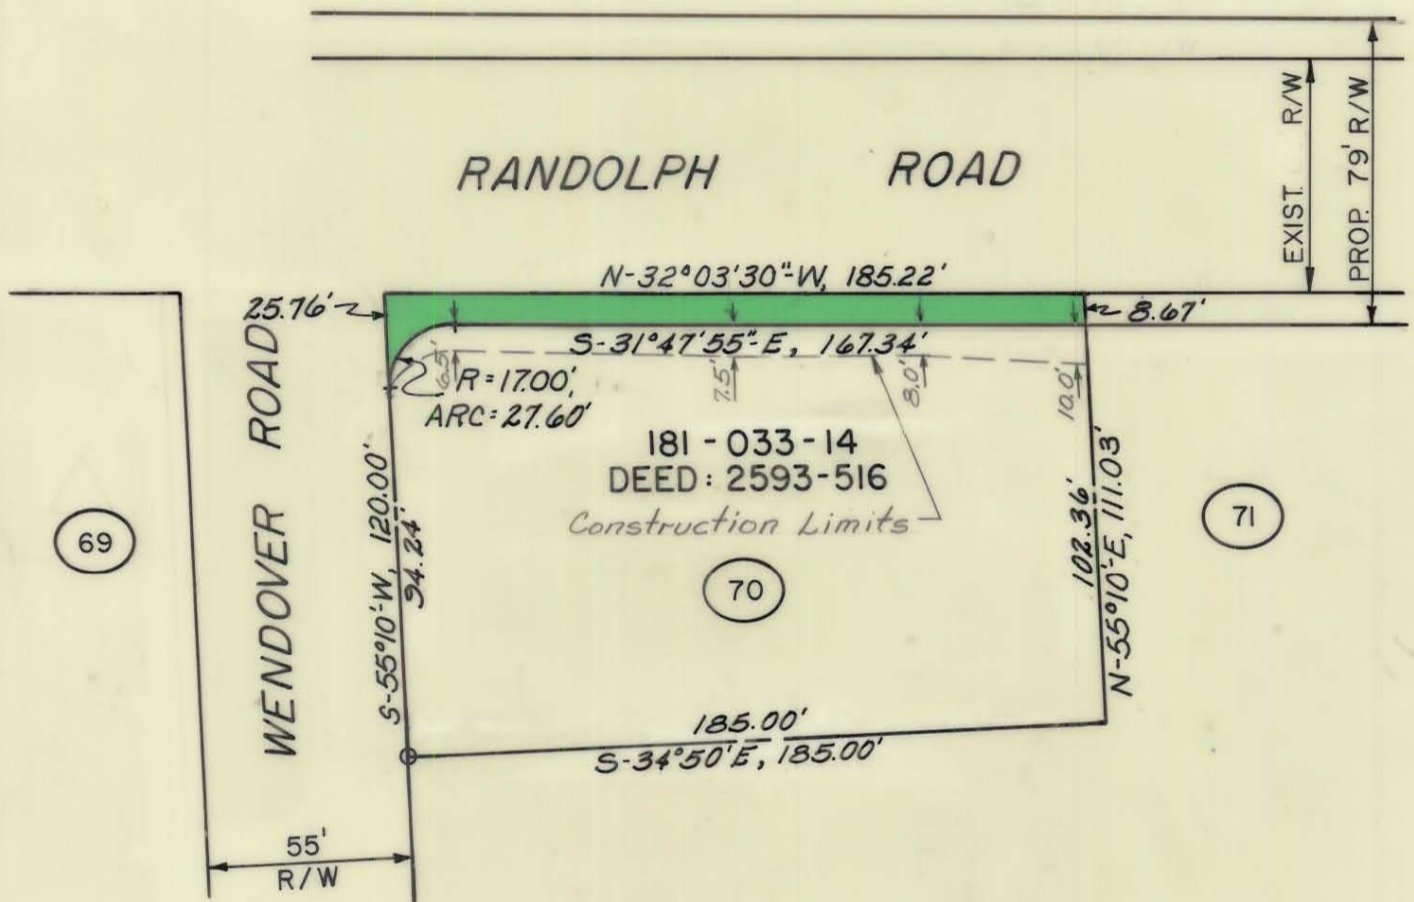 RANDOLPH ROAD
EXIST. R/W
PROP. 79' R/W
N-32°03'30"-W, 185.22'
25.76'
8.67'
S-31°47'55"-E, 167.34'
6.5'
7.5'
8.0'
10.0'
R=17.00',
ARC=27.60'
181-033-14
DEED: 2593-516
Construction Limits
WENDOVER ROAD
S-55°10'-W, 120.00'
94.24'
102.36'
N-55°10'-E, 111.03'
69
70
71
185.00'
S-34°50'E, 185.00'
55'
R/W